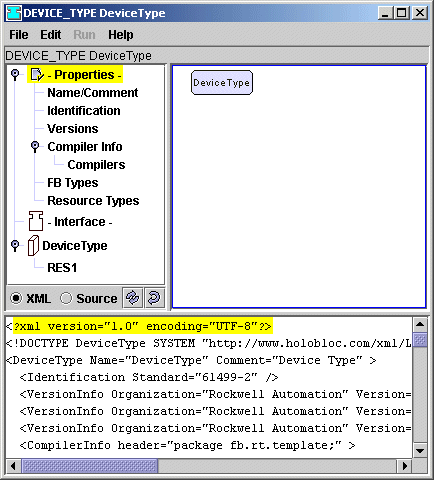 DEVICE_TYPE DeviceType
File Edit Run Help
DEVICE_TYPE DeviceType
- Properties -
Name/Comment
Identification
Versions
Compiler Info
Compilers
FB Types
Resource Types
- Interface -
DeviceType
RES1
DeviceType
XML Source
<?xml version="1.0" encoding="UTF-8"?>
<!DOCTYPE DeviceType SYSTEM "http://www.holobloc.com/xml/L
<DeviceType Name="DeviceType" Comment="Device Type" >
<Identification Standard="61499-2" />
<VersionInfo Organization="Rockwell Automation" Version=
<VersionInfo Organization="Rockwell Automation" Version=
<VersionInfo Organization="Rockwell Automation" Version=
<CompilerInfo header="package fb.rt.template;" >